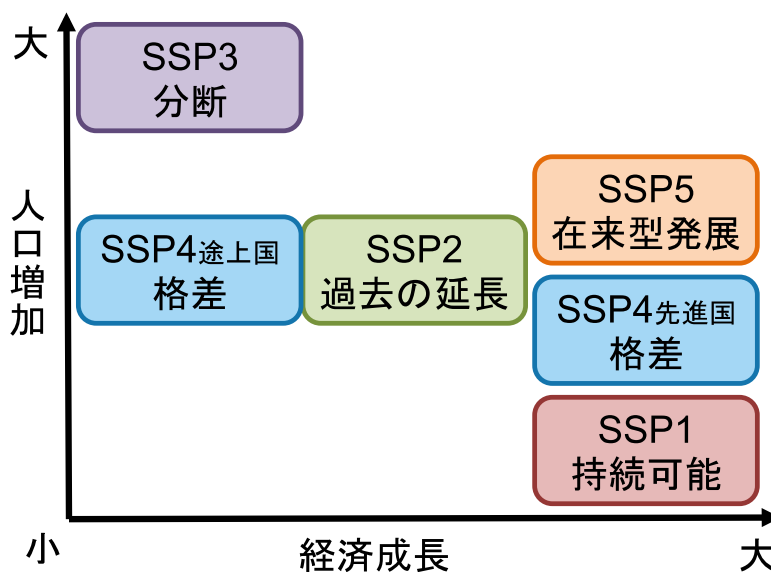 大
SSP3
分断
SSP5
在来型発展
人口増加
SSP4途上国
格差
SSP2
過去の延長
SSP4先進国
格差
SSP1
持続可能
小
経済成長
大